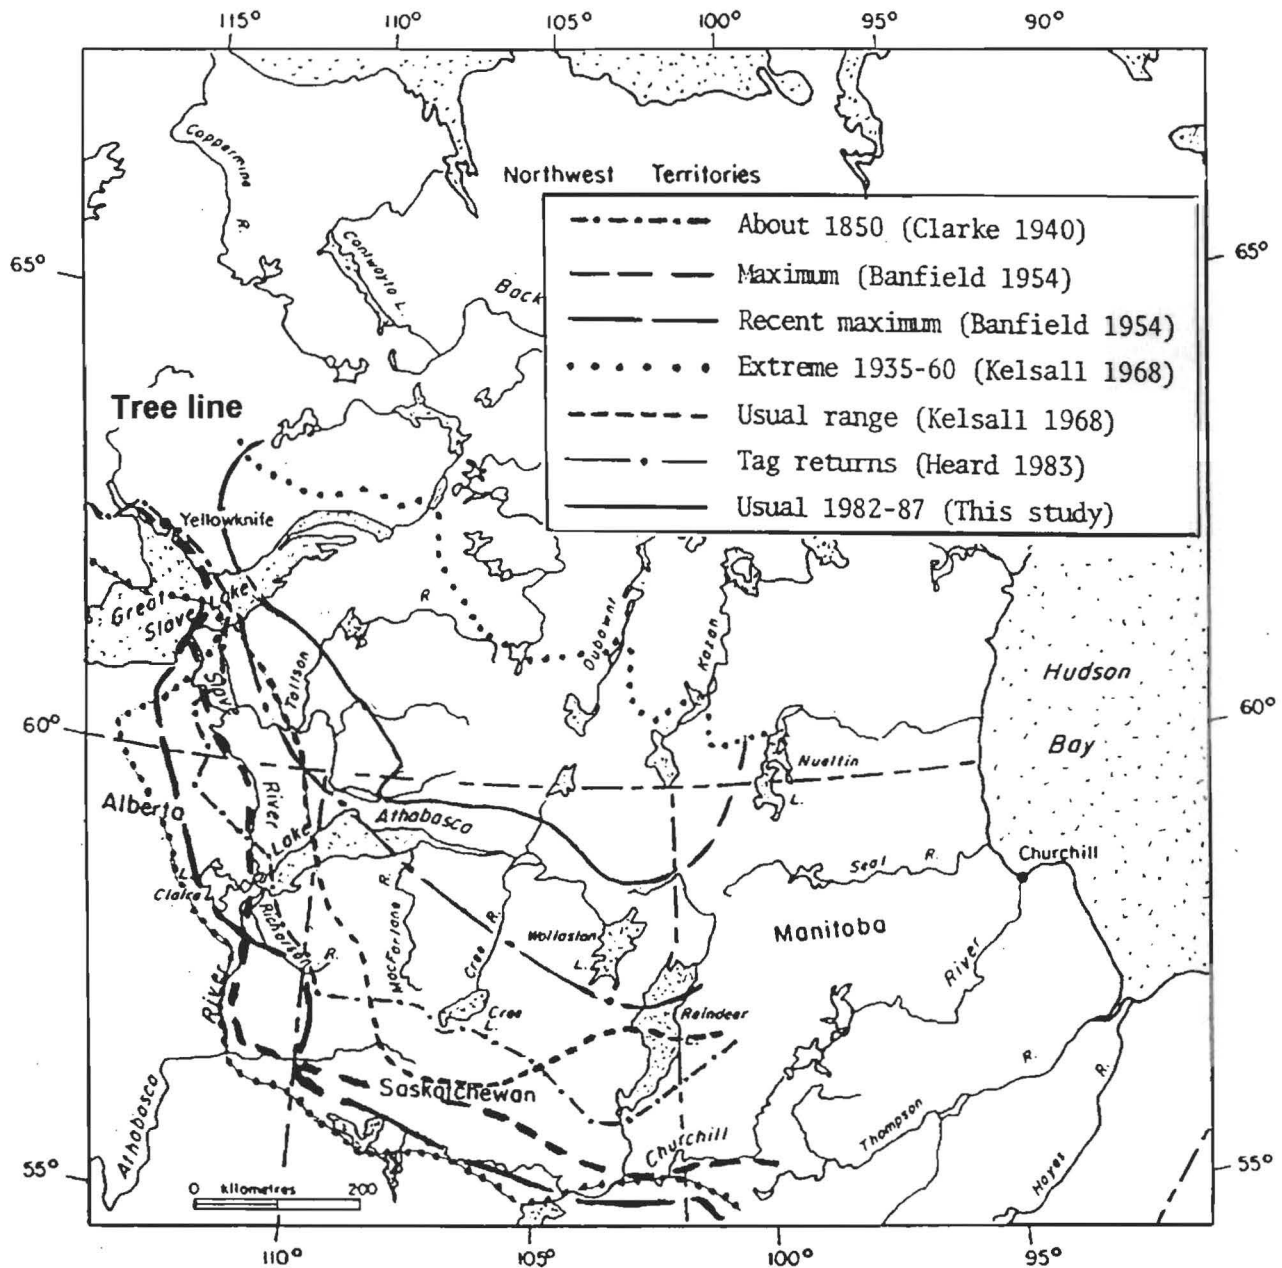 115° 110° 105° 100° 95° 90°
Coppermine R.
Northwest Territories
About 1850 (Clarke 1940)
Maximum (Banfield 1954)
Recent maximum (Banfield 1954)
Extreme 1935-60 (Kelsall 1968)
Usual range (Kelsall 1968)
Tag returns (Heard 1983)
Usual 1982-87 (This study)
65° 65°
Contwoyto L.
Back
Tree line
Yellowknife
Great Slave Lake
R.
Taltson
Dubawnt
Kazan
Hudson Bay
60° 60°
Nueltin L.
Alberta
River
Lake Athabasca
Seal R.
Churchill
L. Claire
Richardson R.
MacFarlane R.
Cree R.
Wollaston L.
Manitoba
River
River
Cree L.
Reindeer L.
Saskatchewan
Athabasca
Churchill
Thompson R.
Hayes R.
55° 55°
0 kilometres 200
110° 105° 100° 95°